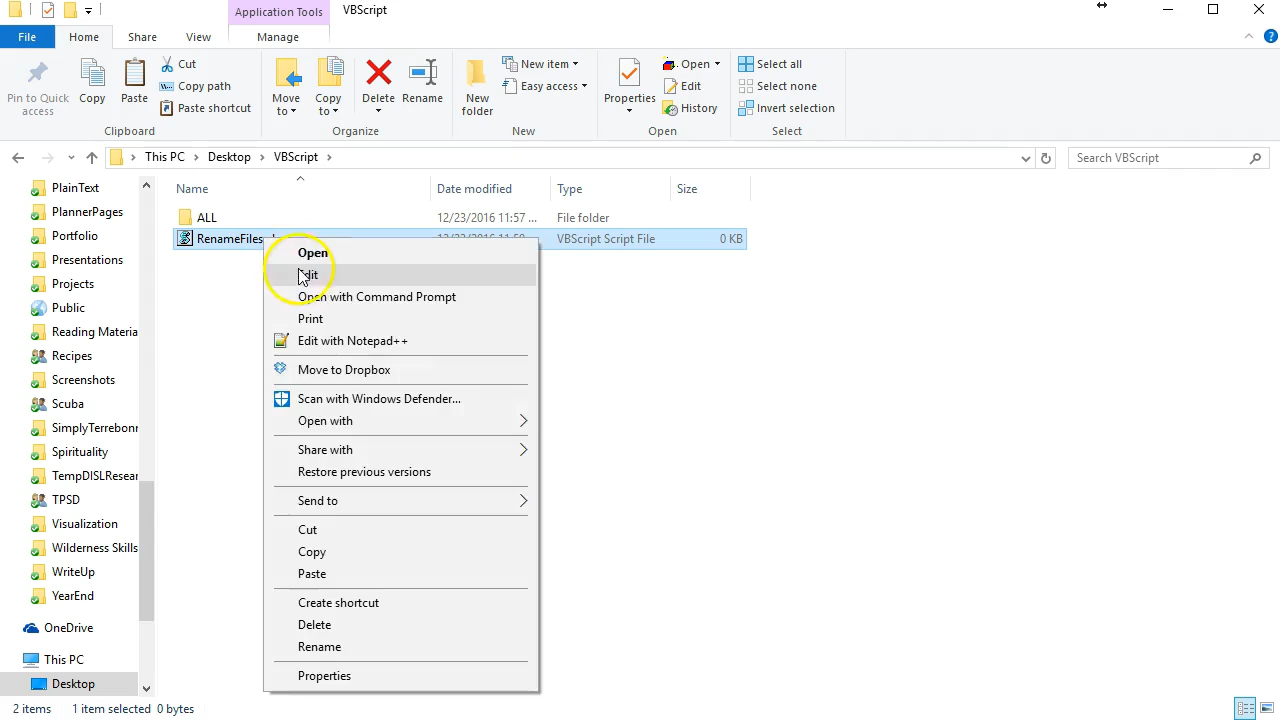 Application Tools VBScript
File Home Share View Manage
Pin to Quick access
Copy
Paste
Cut
Copy path
Paste shortcut
Clipboard
Move to
Copy to
Delete
Rename
Organize
New folder
New item
Easy access
New
Properties
Open
Edit
History
Open
Select all
Select none
Invert selection
Select
This PC Desktop VBScript
Search VBScript
PlainText
PlannerPages
Portfolio
Presentations
Projects
Public
Reading Materia
Recipes
Screenshots
Scuba
SimplyTerrebonn
Spirituality
TempDISLResear
TPSD
Visualization
Wilderness Skills
WriteUp
YearEnd
OneDrive
This PC
Desktop
Name Date modified Type Size
ALL 12/23/2016 11:57 ... File folder
RenameFiles VBScript Script File 0 KB
Open
Open with Command Prompt
Print
Edit with Notepad++
Move to Dropbox
Scan with Windows Defender...
Open with
Share with
Restore previous versions
Send to
Cut
Copy
Paste
Create shortcut
Delete
Rename
Properties
2 items 1 item selected 0 bytes